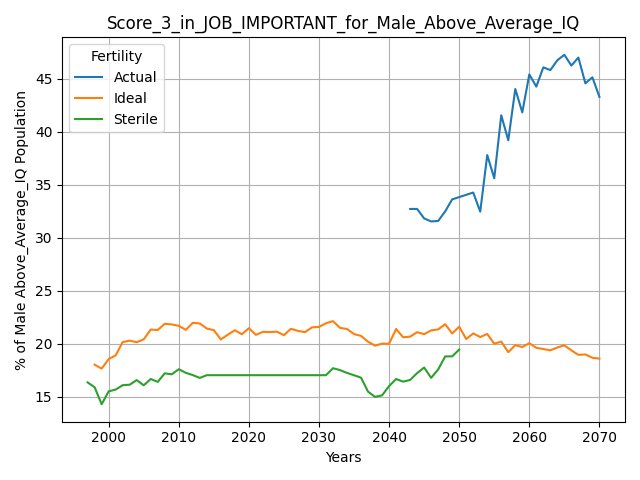 Score_3_in_JOB_IMPORTANT_for_Male_Above_Average_IQ
Fertility
Actual
Ideal
Sterile
% of Male Above_Average_IQ Population
45
40
35
30
25
20
15
2000
2010
2020
2030
2040
2050
2060
2070
Years